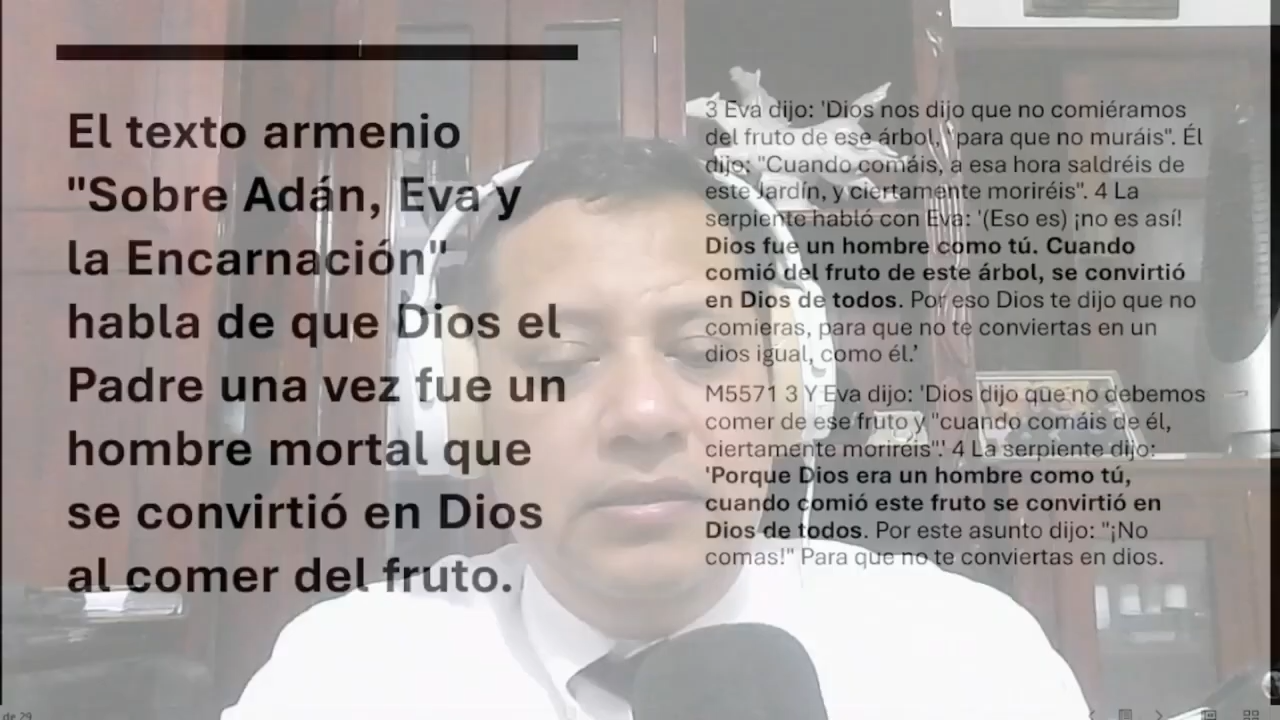 El texto armenio
"Sobre Adán, Eva y
la Encarnación"
habla de que Dios el
Padre una vez fue un
hombre mortal que
se convirtió en Dios
al comer del fruto.
3 Eva dijo: 'Dios nos dijo que no comiéramos
del fruto de ese árbol, "para que no muráis". Él
dijo: "Cuando comáis, a esa hora saldréis de
este Jardín, y ciertamente moriréis". 4 La
serpiente habló con Eva: '(Eso es) ¡no es así!
Dios fue un hombre como tú. Cuando
comió del fruto de este árbol, se convirtió
en Dios de todos. Por eso Dios te dijo que no
comieras, para que no te conviertas en un
dios igual, como él.’
M5571 3 Y Eva dijo: 'Dios dijo que no debemos
comer de ese fruto y "cuando comáis de él,
ciertamente moriréis".' 4 La serpiente dijo:
'Porque Dios era un hombre como tú,
cuando comió este fruto se convirtió en
Dios de todos. Por este asunto dijo: "¡No
comas!" Para que no te conviertas en dios.
de 29